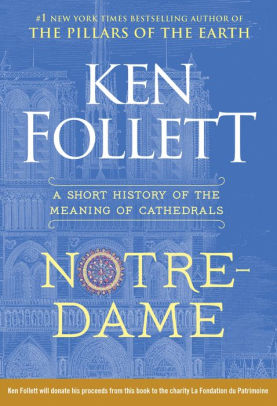 #1 NEW YORK TIMES BESTSELLING AUTHOR OF
THE PILLARS OF THE EARTH
KEN
FOLLETT
A SHORT HISTORY OF THE
MEANING OF CATHEDRALS
NOTRE-
DAME
Ken Follett will donate his proceeds from this book to the charity La Fondation du Patrimoine